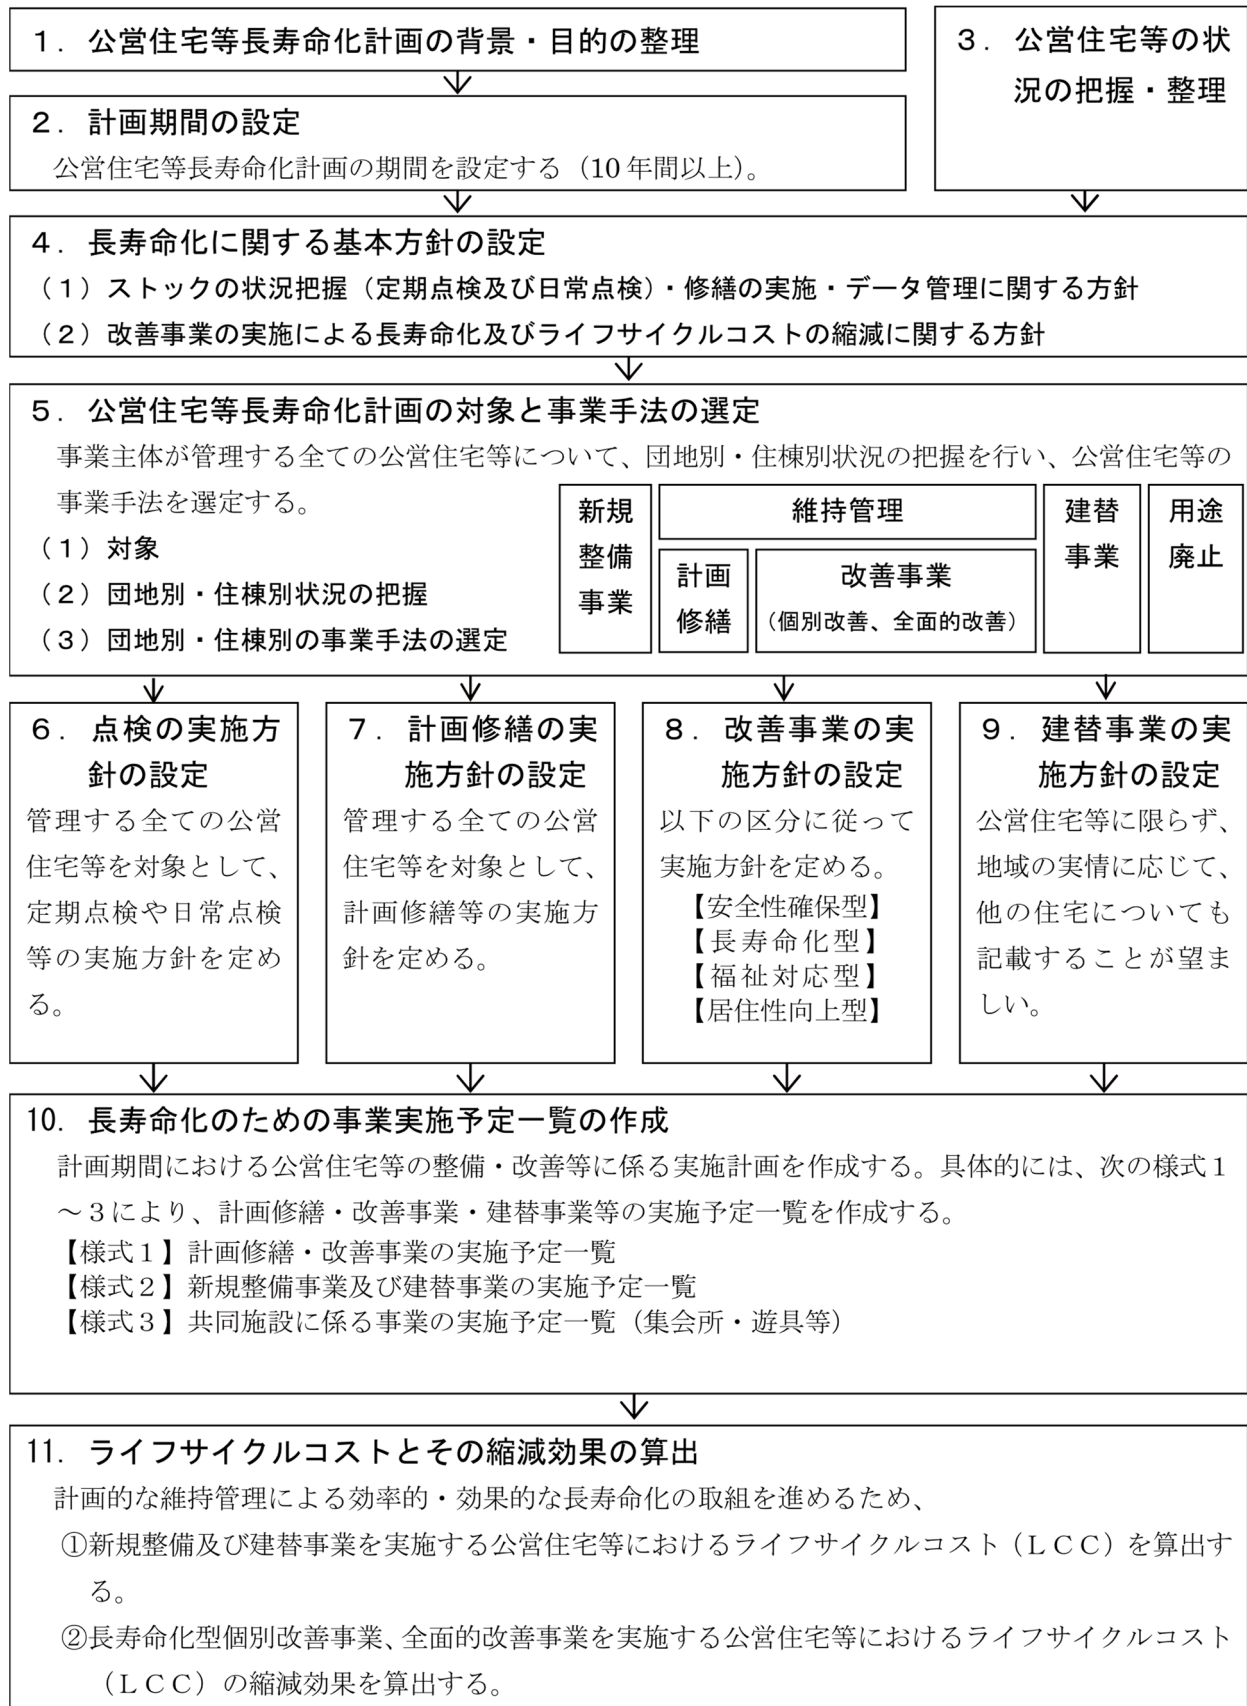 １．公営住宅等長寿命化計画の背景・目的の整理
２．計画期間の設定
公営住宅等長寿命化計画の期間を設定する（10 年間以上）。
３．公営住宅等の状
況の把握・整理
４．長寿命化に関する基本方針の設定
（１）ストックの状況把握（定期点検及び日常点検）・修繕の実施・データ管理に関する方針
（２）改善事業の実施による長寿命化及びライフサイクルコストの縮減に関する方針
５．公営住宅等長寿命化計画の対象と事業手法の選定
事業主体が管理する全ての公営住宅等について、団地別・住棟別状況の把握を行い、公営住宅等の
事業手法を選定する。
（１）対象
（２）団地別・住棟別状況の把握
（３）団地別・住棟別の事業手法の選定
新規
整備
事業
維持管理
計画
修繕
改善事業
（個別改善、全面的改善）
建替
事業
用途
廃止
６．点検の実施方
針の設定
管理する全ての公営
住宅等を対象として、
定期点検や日常点検
等の実施方針を定め
る。
７．計画修繕の実
施方針の設定
管理する全ての公営
住宅等を対象として、
計画修繕等の実施方
針を定める。
８．改善事業の実
施方針の設定
以下の区分に従って
実施方針を定める。
【安全性確保型】
【長寿命化型】
【福祉対応型】
【居住性向上型】
９．建替事業の実
施方針の設定
公営住宅等に限らず、
地域の実情に応じて、
他の住宅についても
記載することが望ま
しい。
10．長寿命化のための事業実施予定一覧の作成
計画期間における公営住宅等の整備・改善等に係る実施計画を作成する。具体的には、次の様式１
～３により、計画修繕・改善事業・建替事業等の実施予定一覧を作成する。
【様式１】計画修繕・改善事業の実施予定一覧
【様式２】新規整備事業及び建替事業の実施予定一覧
【様式３】共同施設に係る事業の実施予定一覧（集会所・遊具等）
11．ライフサイクルコストとその縮減効果の算出
計画的な維持管理による効率的・効果的な長寿命化の取組を進めるため、
①新規整備及び建替事業を実施する公営住宅等におけるライフサイクルコスト（ＬＣＣ）を算出す
る。
②長寿命化型個別改善事業、全面的改善事業を実施する公営住宅等におけるライフサイクルコスト
（ＬＣＣ）の縮減効果を算出する。